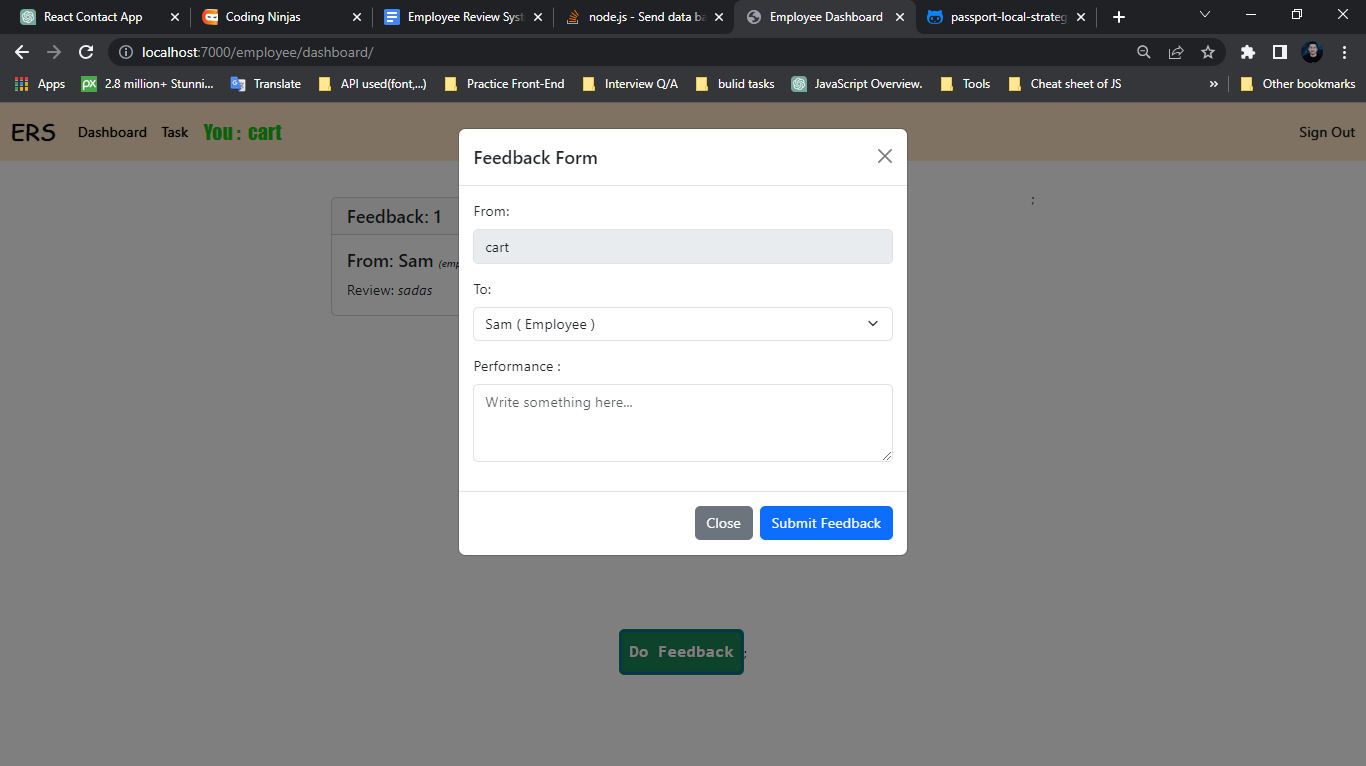 React Contact App
Coding Ninjas
Employee Review Syst
node.js - Send data ba
Employee Dashboard
passport-local-strateg
localhost:7000/employee/dashboard/
Apps
2.8 million+ Stunni...
Translate
API used(font,...)
Practice Front-End
Interview Q/A
bulid tasks
JavaScript Overview.
Tools
Cheat sheet of JS
»
Other bookmarks
ERS
Dashboard
Task
You : cart
Sign Out
Feedback: 1
From: Sam (emp
Review: sadas
;
Feedback Form
From:
cart
To:
Sam ( Employee )
Performance :
Write something here...
Close
Submit Feedback
Do Feedback ;